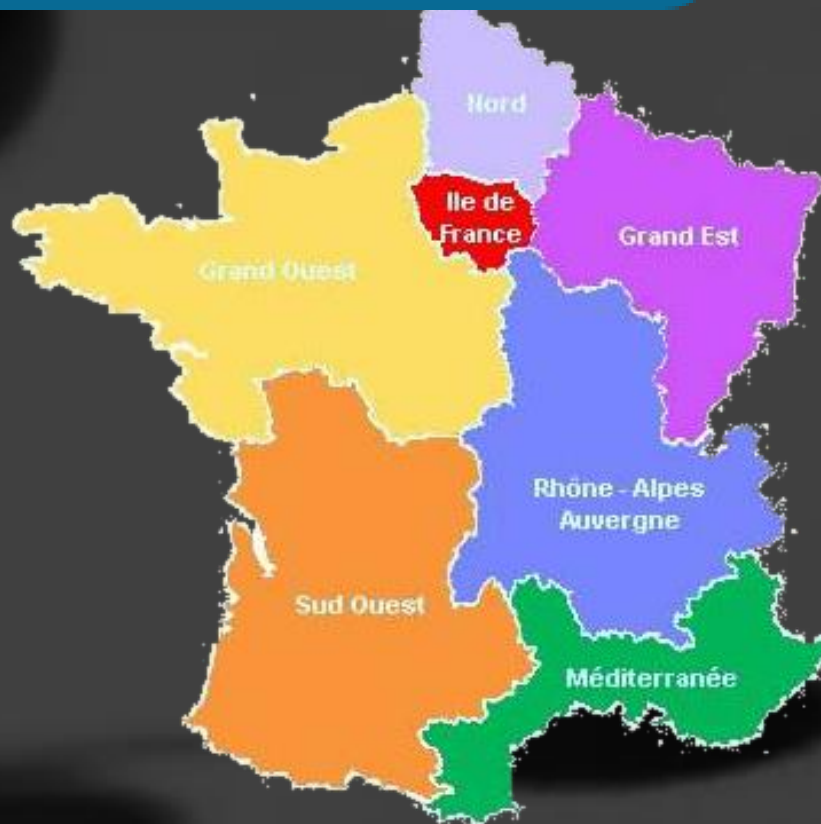 Nord
Ile de
France
Grand Est
Grand Ouest
Rhône - Alpes
Auvergne
Sud Ouest
Méditerranée